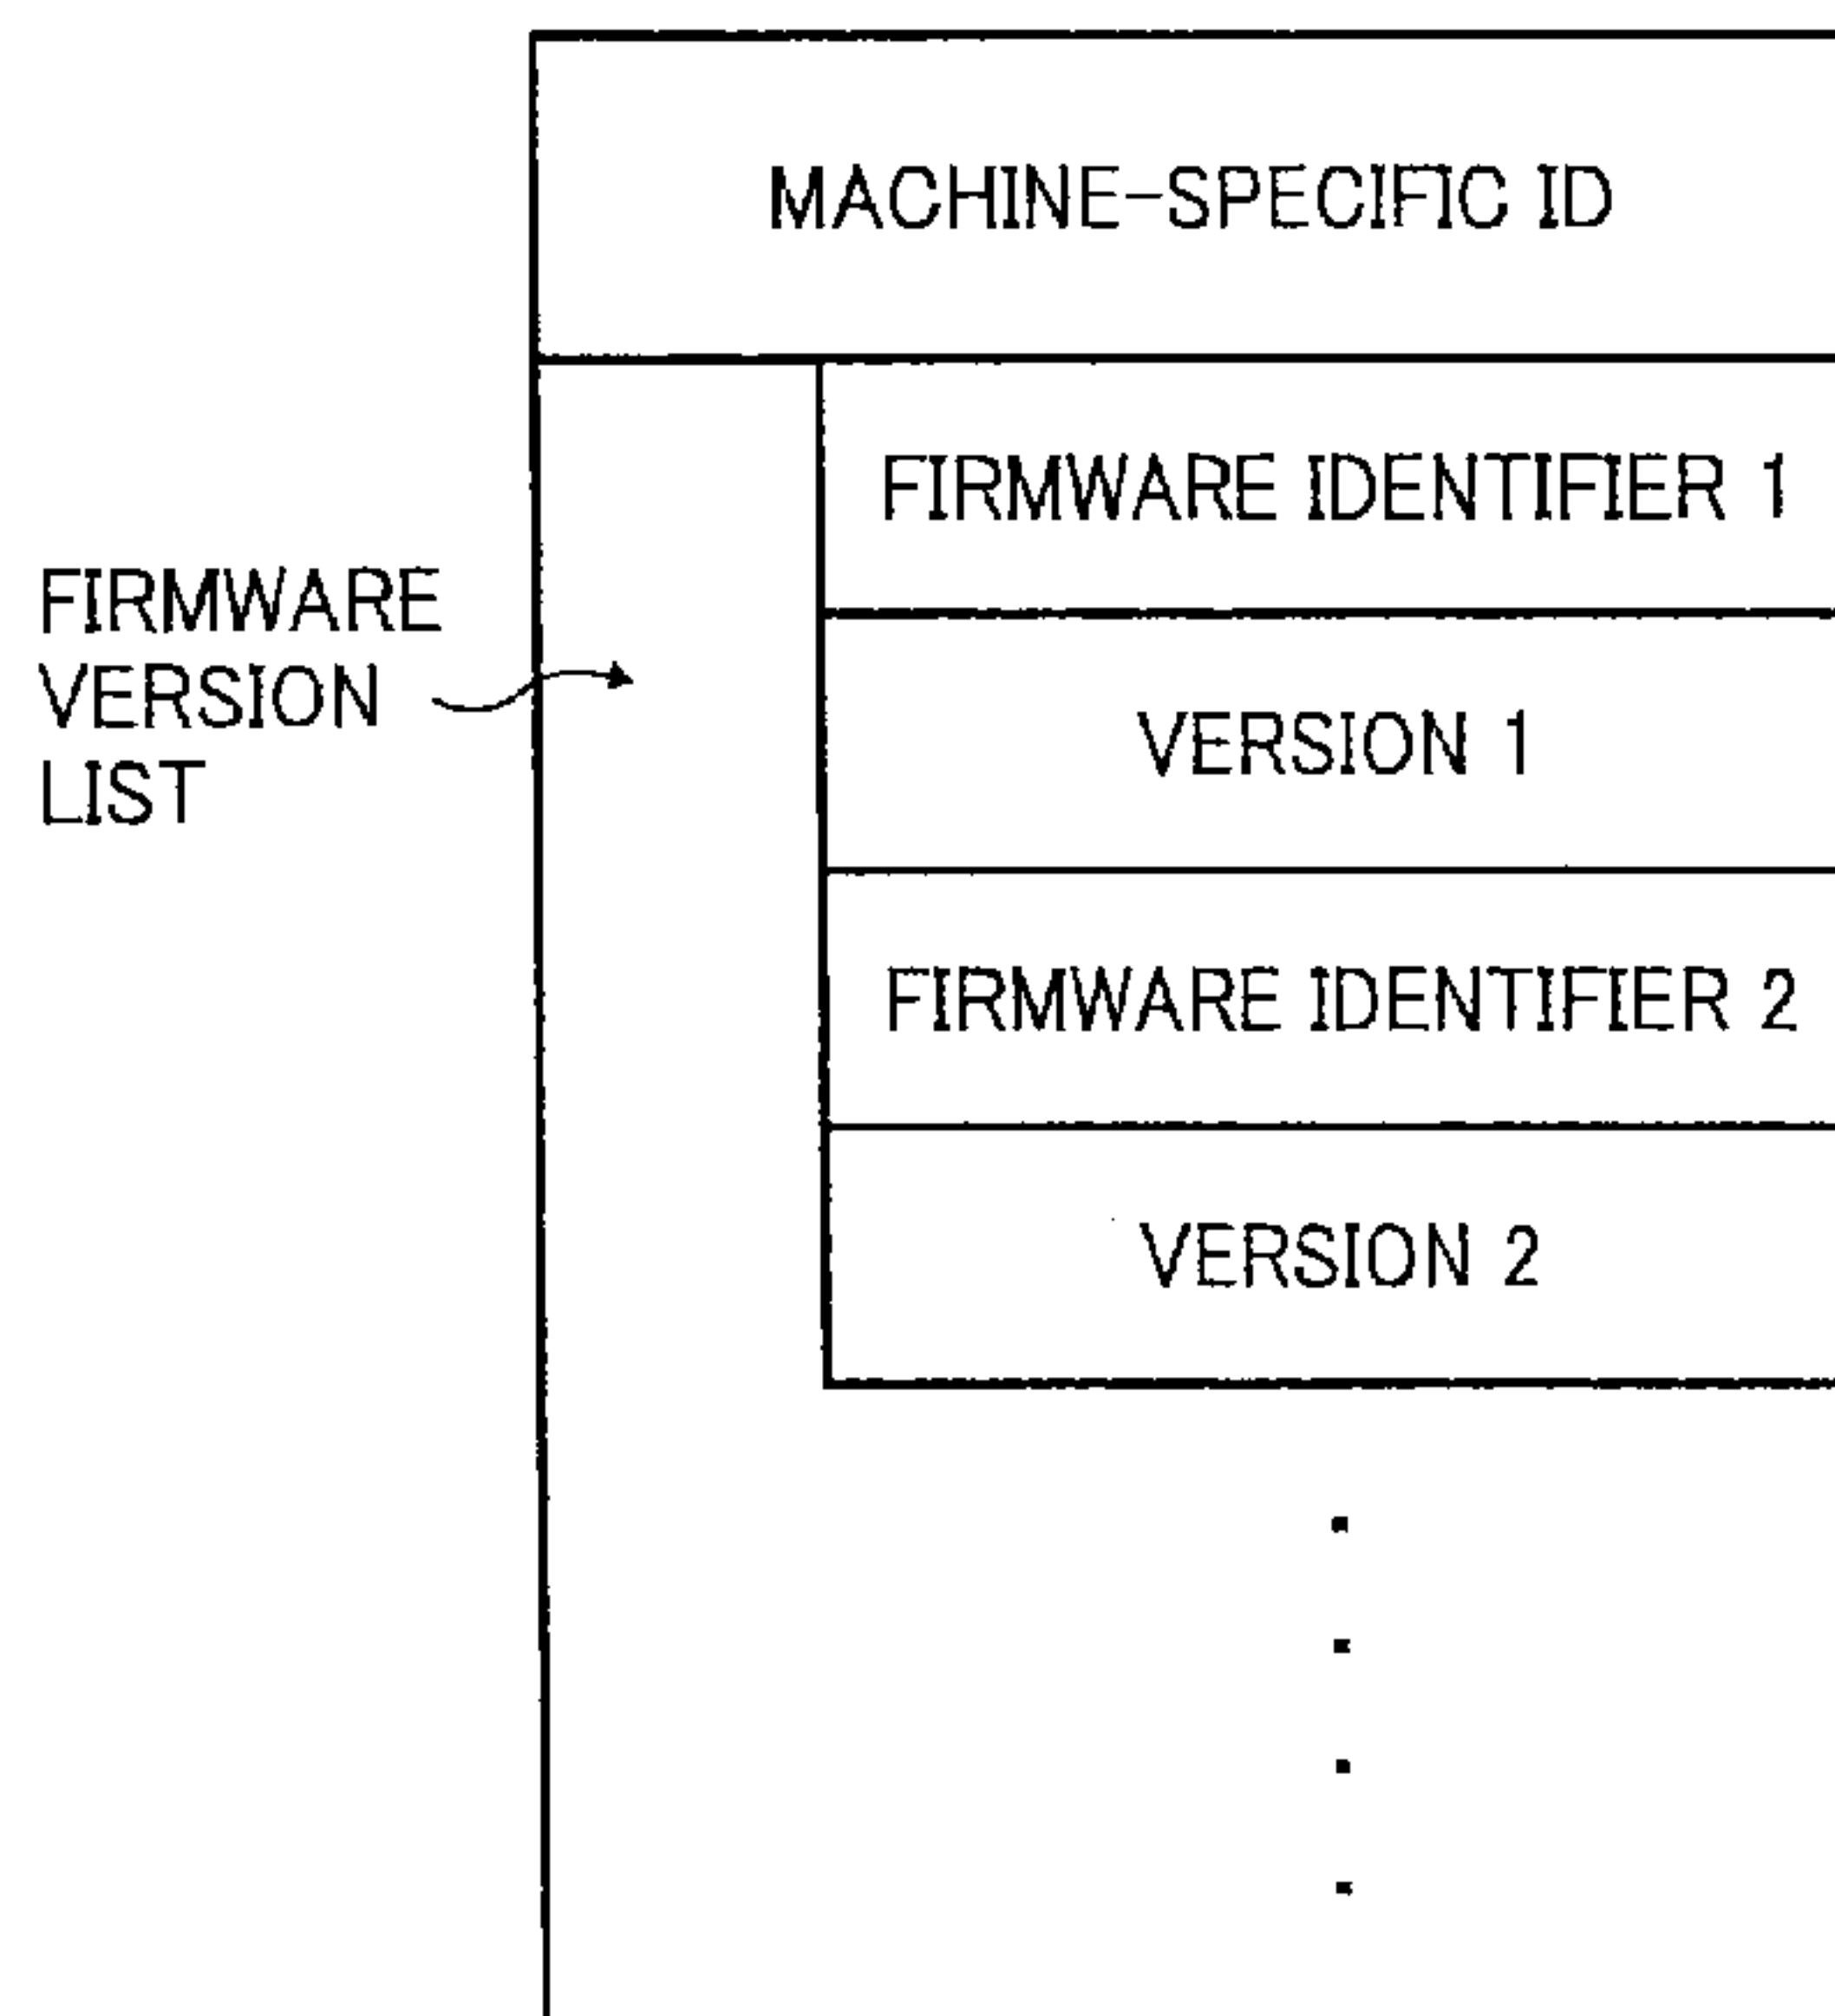 MACHINE-SPECIFIC ID
FIRMWARE IDENTIFIER 1
FIRMWARE
VERSION
LIST
VERSION 1
FIRMWARE IDENTIFIER 2
VERSION 2